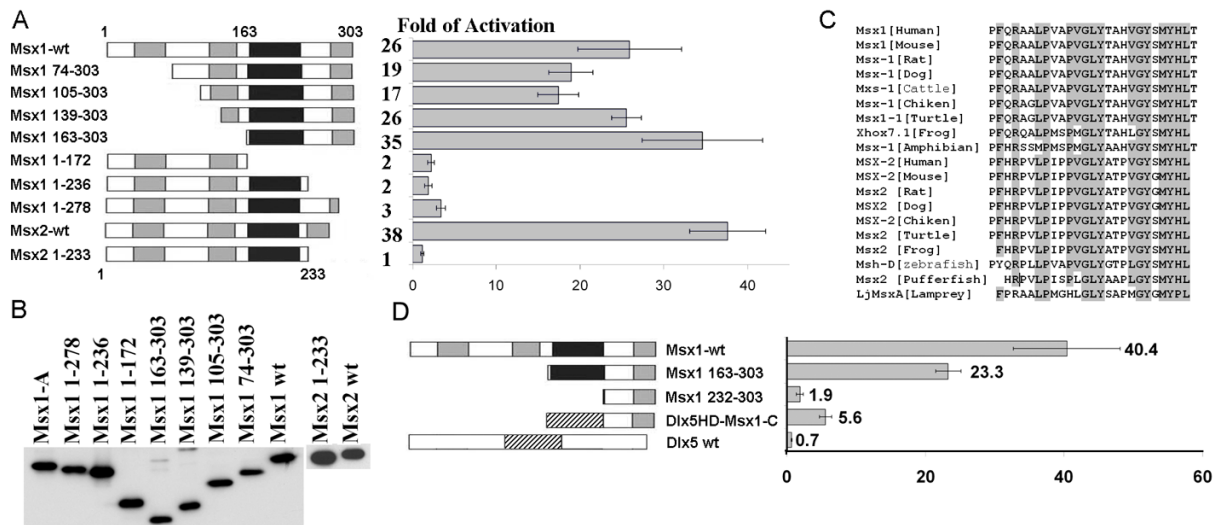 A
Fold of Activation
1 163 303
Msx1-wt 26
Msx1 74-303 19
Msx1 105-303 17
Msx1 139-303 26
Msx1 163-303 35
Msx1 1-172 2
Msx1 1-236 2
Msx1 1-278 3
Msx2-wt 38
Msx2 1-233 1
1 233
0 10 20 30 40
B
Msx1-A
Msx1 1-278
Msx1 1-236
Msx1 1-172
Msx1 163-303
Msx1 139-303
Msx1 105-303
Msx1 74-303
Msx1 wt
Msx2 1-233
Msx2 wt
C
Msx1[Human] PFQRAALPVAPVGLYTAHVGYSMYHLT
Msx1[Mouse] PFQRAALPVAPVGLYTAHVGYSMYHLT
Msx-1[Rat] PFQRAALPVAPVGLYTAHVGYSMYHLT
Msx-1[Dog] PFQRAALPVAPVGLYTAHVGYSMYHLT
Mxs-1[Cattle] PFQRAALPVAPVGLYTAHVGYSMYHLT
Msx-1[Chiken] PFQRAGLPVAPVGLYTAHVGYSMYHLT
Msx1-1[Turtle] PFQRAGLPVAPVGLYTAHVGYSMYHLT
Xhox7.1[Frog] PFQRQALPMSPMGLYTAHLGYSMYHLT
Msx-1[Amphibian] PFHRSSMPMSPMGLYAAHVGYSMYHLT
MSX-2[Human] PFHRPVLPIPPVGLYATPVGYSMYHL
MSX-2[Mouse] PFHRPVLPIPPVGLYATPVGYGMYHL
Msx2 [Rat] PFHRPVLPIPPVGLYATPVGYGMYHL
MSX2 [Dog] PFHRPVLPIPPVGLYATPVGYSMYHL
MSX-2[Chiken] PFHRPVLPIPPVGLYATPVGYSMYHL
Msx2 [Turtle] PFHRPVLPIPPVGLYATPVGYSMYHL
Msx2 [Frog] FHRPVLPIPPVGLYATPVGYSMYHL
Msh-D[zebrafish] PYQRPLLVAPVGLYGTPLGYSMYHL
Msx2 [Pufferfish] HRPVLPISPLGLYAAPLGYSMYHL
LjMsxA[Lamprey] FPRAALPMGHLGLYSAPMGYGMYPL
D
Msx1-wt 40.4
Msx1 163-303 23.3
Msx1 232-303 1.9
Dlx5HD-Msx1-C 5.6
Dlx5 wt 0.7
0 20 40 60